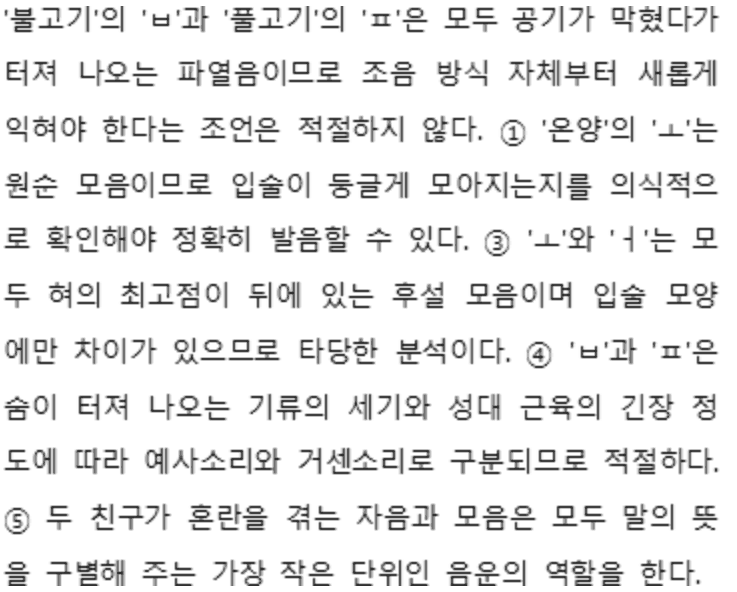 '불고기'의 'ㅂ'과 '풀고기'의 'ㅍ'은 모두 공기가 막혔다가
터져 나오는 파열음이므로 조음 방식 자체부터 새롭게
익혀야 한다는 조언은 적절하지 않다. ① '온양'의 'ㅗ'는
원순 모음이므로 입술이 둥글게 모아지는지를 의식적으
로 확인해야 정확히 발음할 수 있다. ③ 'ㅗ'와 'ㅓ'는 모
두 혀의 최고점이 뒤에 있는 후설 모음이며 입술 모양
에만 차이가 있으므로 타당한 분석이다. ④ 'ㅂ'과 'ㅍ'은
숨이 터져 나오는 기류의 세기와 성대 근육의 긴장 정
도에 따라 예사소리와 거센소리로 구분되므로 적절하다.
⑤ 두 친구가 혼란을 겪는 자음과 모음은 모두 말의 뜻
을 구별해 주는 가장 작은 단위인 음운의 역할을 한다.